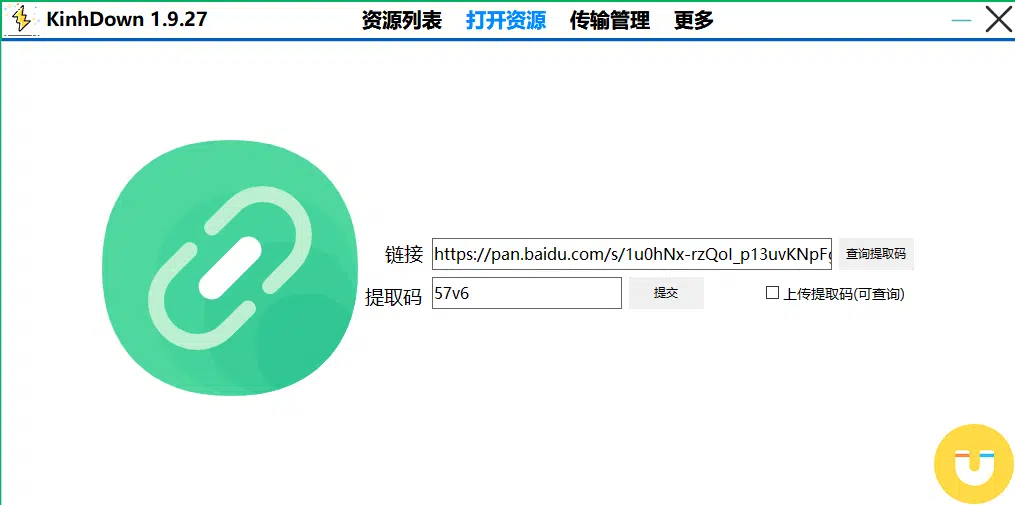 KinhDown 1.9.27 资源列表 打开资源 传输管理 更多
链接 https://pan.baidu.com/s/1u0hNx-rzQoI_p13uvKNpF 查询提取码
提取码 57v6 提交 上传提取码(可查询)